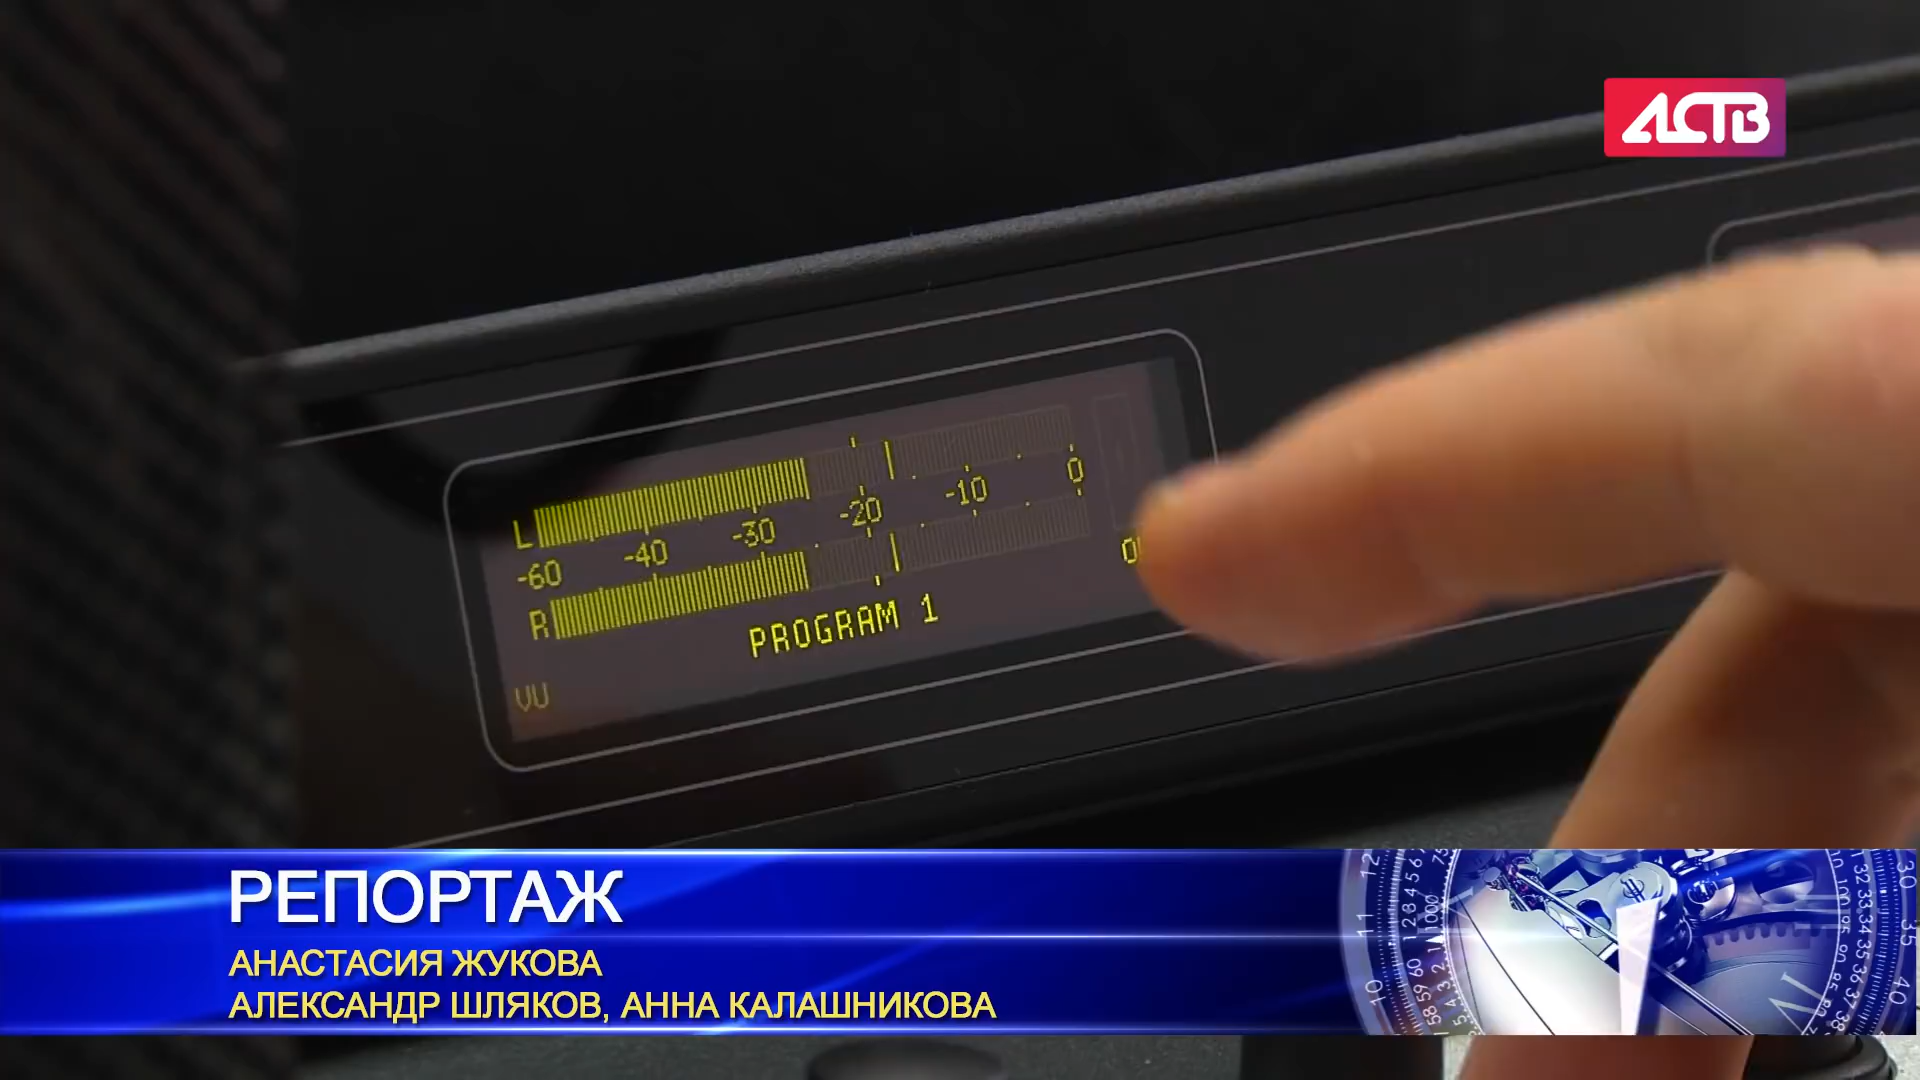 АСТВ
L
-60 -40 -30 -20 -10 0
R
PROGRAM 1
VU
РЕПОРТАЖ
АНАСТАСИЯ ЖУКОВА
АЛЕКСАНДР ШЛЯКОВ, АННА КАЛАШНИКОВА